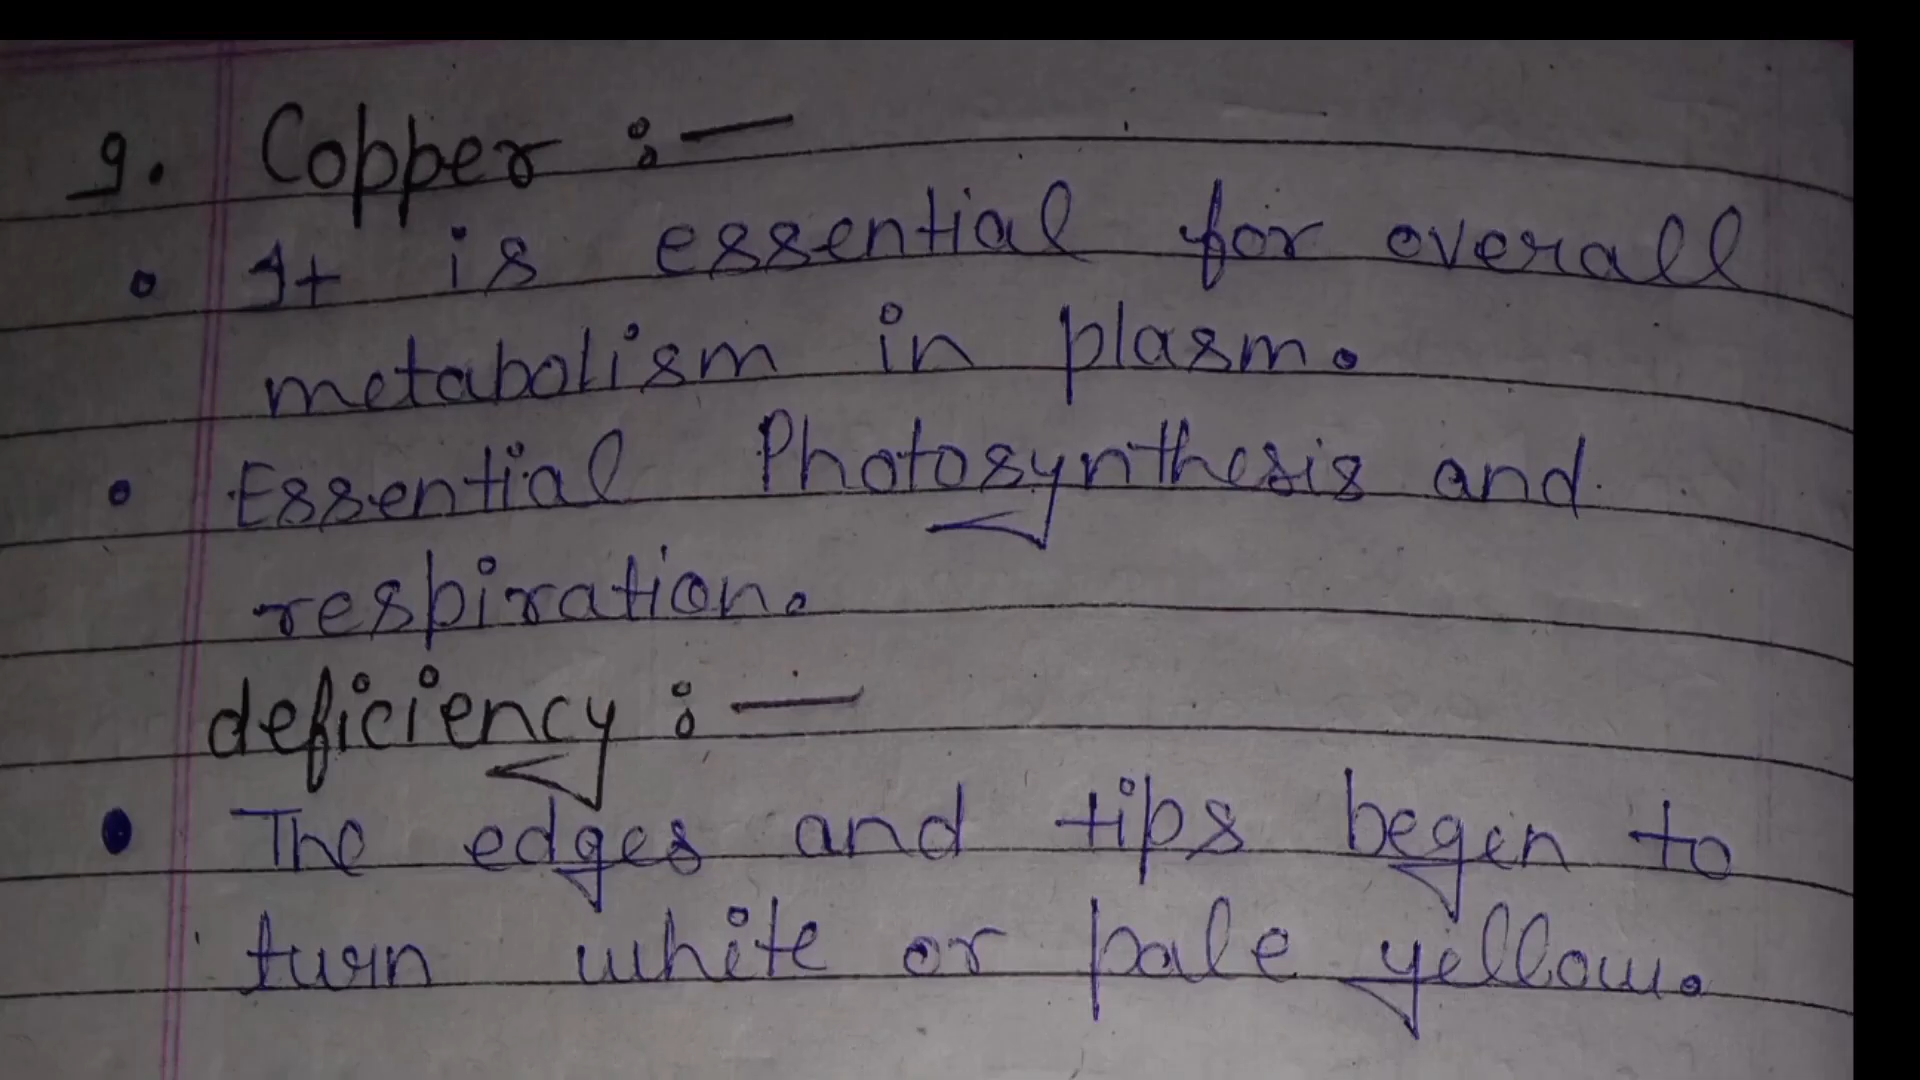 9. Copper :—
• It is essential for overall
metabolism in plasm.
• Essential Photosynthesis and
respiration.
deficiency :—
• The edges and tips begen to
turn white or pale yellow.